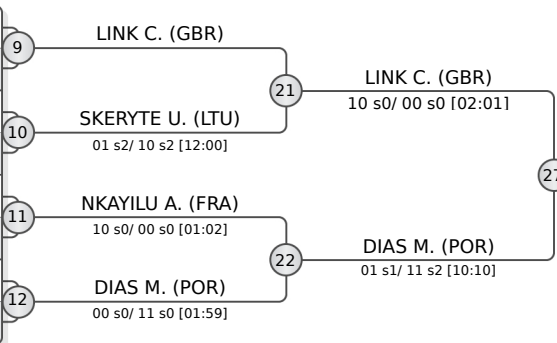 9
LINK C. (GBR)
21
LINK C. (GBR)
10 s0/ 00 s0 [02:01]
10
SKERYTE U. (LTU)
01 s2/ 10 s2 [12:00]
27
11
NKAYILU A. (FRA)
10 s0/ 00 s0 [01:02]
22
DIAS M. (POR)
01 s1/ 11 s2 [10:10]
12
DIAS M. (POR)
00 s0/ 11 s0 [01:59]